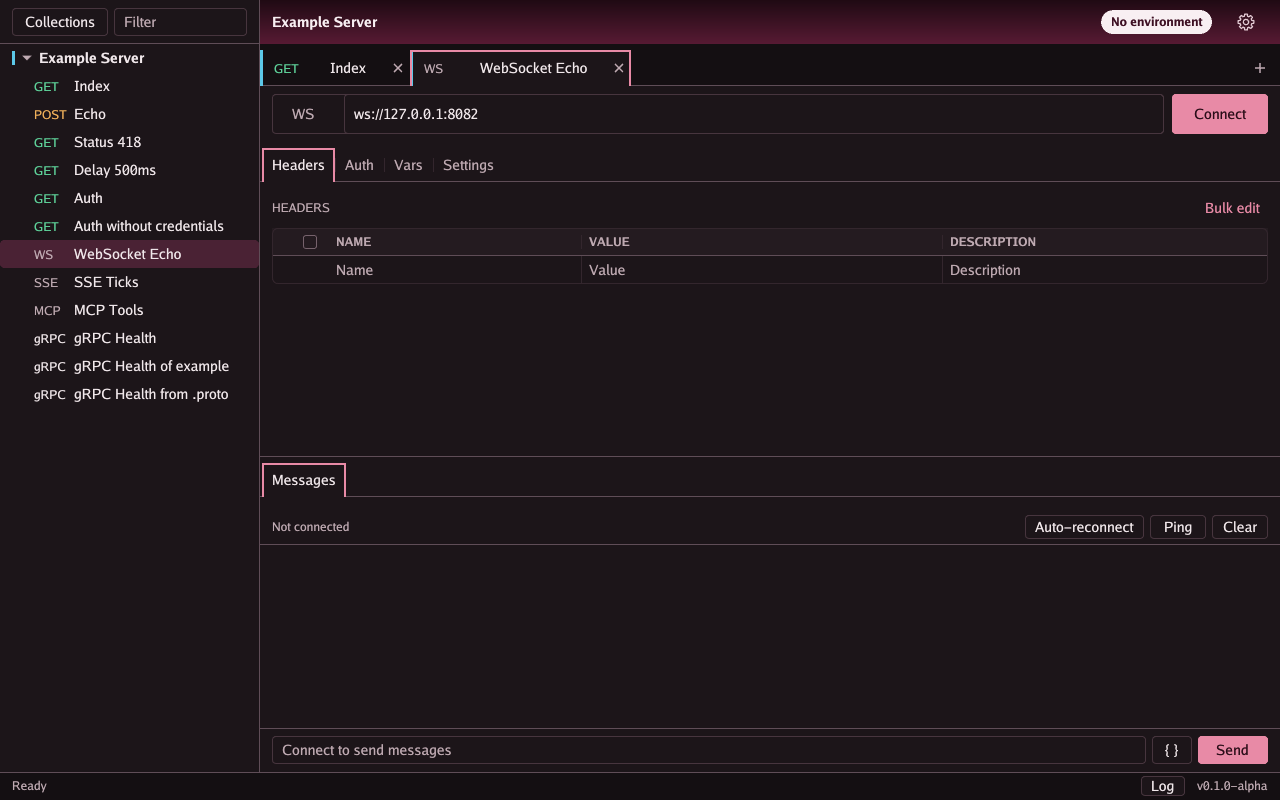 Collections
Filter
Example Server
No environment
Example Server
GET Index
POST Echo
GET Status 418
GET Delay 500ms
GET Auth
GET Auth without credentials
WS WebSocket Echo
SSE SSE Ticks
MCP MCP Tools
gRPC gRPC Health
gRPC gRPC Health of example
gRPC gRPC Health from .proto
GET Index
WS WebSocket Echo
WS ws://127.0.0.1:8082 Connect
Headers Auth Vars Settings
HEADERS Bulk edit
NAME VALUE DESCRIPTION
Name Value Description
Messages
Not connected Auto-reconnect Ping Clear
Connect to send messages { } Send
Ready Log v0.1.0-alpha